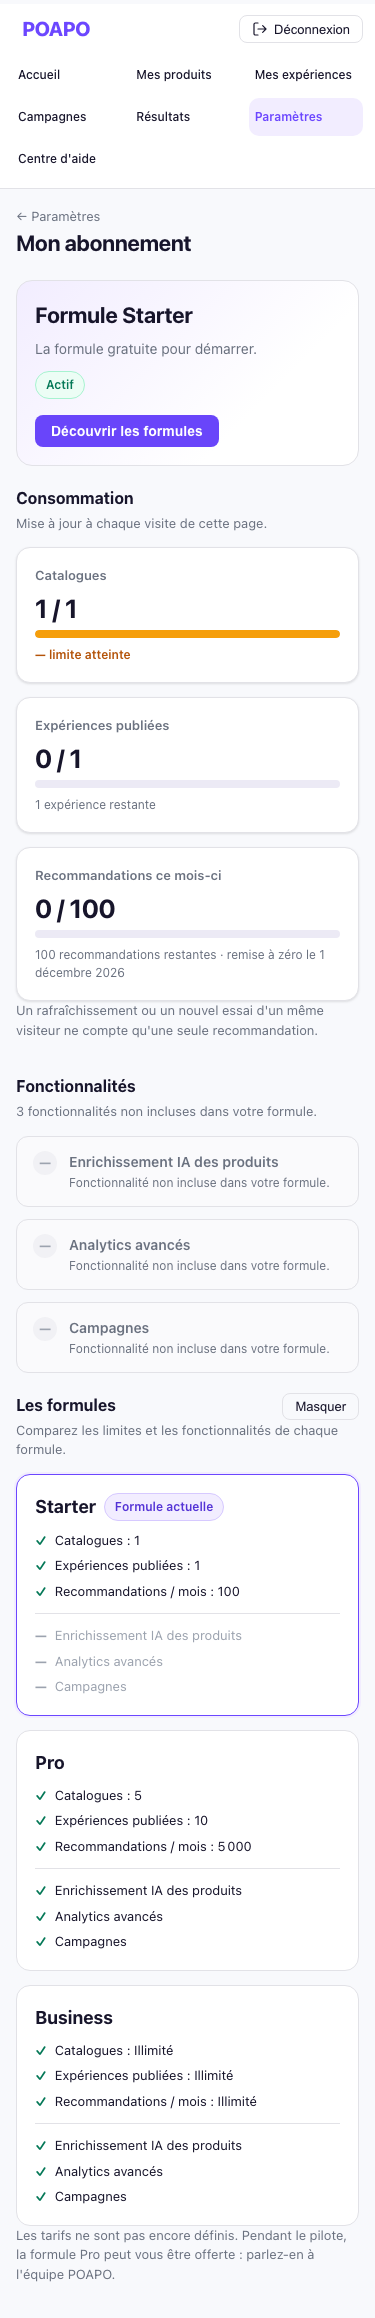 POAPO
Déconnexion
Accueil
Mes produits
Mes expériences
Campagnes
Résultats
Paramètres
Centre d'aide
← Paramètres
Mon abonnement
Formule Starter
La formule gratuite pour démarrer.
Actif
Découvrir les formules
Consommation
Mise à jour à chaque visite de cette page.
Catalogues
1 / 1
— limite atteinte
Expériences publiées
0 / 1
1 expérience restante
Recommandations ce mois-ci
0 / 100
100 recommandations restantes · remise à zéro le 1
décembre 2026
Un rafraîchissement ou un nouvel essai d'un même
visiteur ne compte qu'une seule recommandation.
Fonctionnalités
3 fonctionnalités non incluses dans votre formule.
— Enrichissement IA des produits
Fonctionnalité non incluse dans votre formule.
— Analytics avancés
Fonctionnalité non incluse dans votre formule.
— Campagnes
Fonctionnalité non incluse dans votre formule.
Les formules
Masquer
Comparez les limites et les fonctionnalités de chaque
formule.
Starter
Formule actuelle
✓ Catalogues : 1
✓ Expériences publiées : 1
✓ Recommandations / mois : 100
— Enrichissement IA des produits
— Analytics avancés
— Campagnes
Pro
✓ Catalogues : 5
✓ Expériences publiées : 10
✓ Recommandations / mois : 5 000
✓ Enrichissement IA des produits
✓ Analytics avancés
✓ Campagnes
Business
✓ Catalogues : Illimité
✓ Expériences publiées : Illimité
✓ Recommandations / mois : Illimité
✓ Enrichissement IA des produits
✓ Analytics avancés
✓ Campagnes
Les tarifs ne sont pas encore définis. Pendant le pilote,
la formule Pro peut vous être offerte : parlez-en à
l'équipe POAPO.